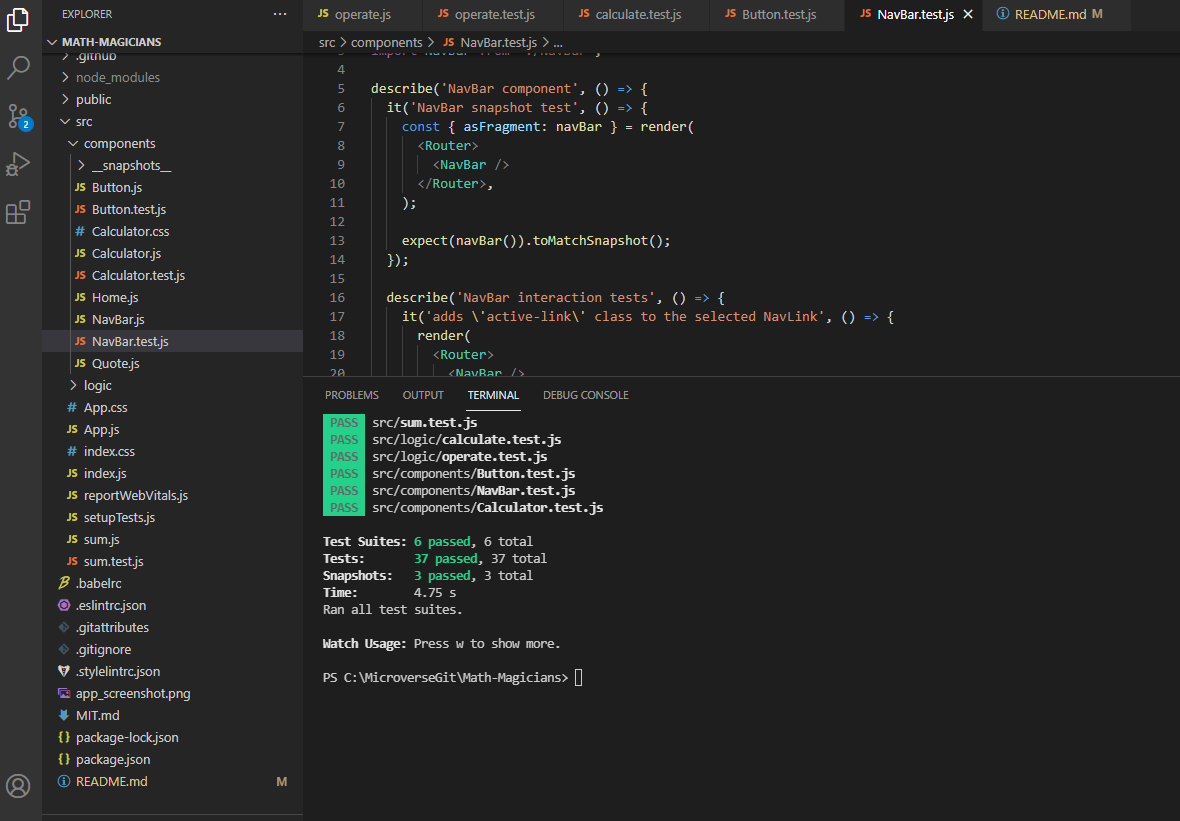 EXPLORER ···
MATH-MAGICIANS
.github
node_modules
public
src
components
__snapshots__
JS Button.js
JS Button.test.js
# Calculator.css
JS Calculator.js
JS Calculator.test.js
JS Home.js
JS NavBar.js
JS NavBar.test.js
JS Quote.js
logic
# App.css
JS App.js
# index.css
JS index.js
JS reportWebVitals.js
JS setupTests.js
JS sum.js
JS sum.test.js
.babelrc
.eslintrc.json
.gitattributes
.gitignore
.stylelintrc.json
app_screenshot.png
MIT.md
{} package-lock.json
{} package.json
README.md M
2
JS operate.js JS operate.test.js JS calculate.test.js JS Button.test.js JS NavBar.test.js README.md M
src > components > JS NavBar.test.js > ...
3 import NavBar from './NavBar';
4
5 describe('NavBar component', () => {
6 it('NavBar snapshot test', () => {
7 const { asFragment: navBar } = render(
8 <Router>
9 <NavBar />
10 </Router>,
11 );
12
13 expect(navBar()).toMatchSnapshot();
14 });
15
16 describe('NavBar interaction tests', () => {
17 it('adds \'active-link\' class to the selected NavLink', () => {
18 render(
19 <Router>
20 <NavBar />
PROBLEMS OUTPUT TERMINAL DEBUG CONSOLE
PASS src/sum.test.js
PASS src/logic/calculate.test.js
PASS src/logic/operate.test.js
PASS src/components/Button.test.js
PASS src/components/NavBar.test.js
PASS src/components/Calculator.test.js
Test Suites: 6 passed, 6 total
Tests: 37 passed, 37 total
Snapshots: 3 passed, 3 total
Time: 4.75 s
Ran all test suites.
Watch Usage: Press w to show more.
PS C:\MicroverseGit\Math-Magicians>